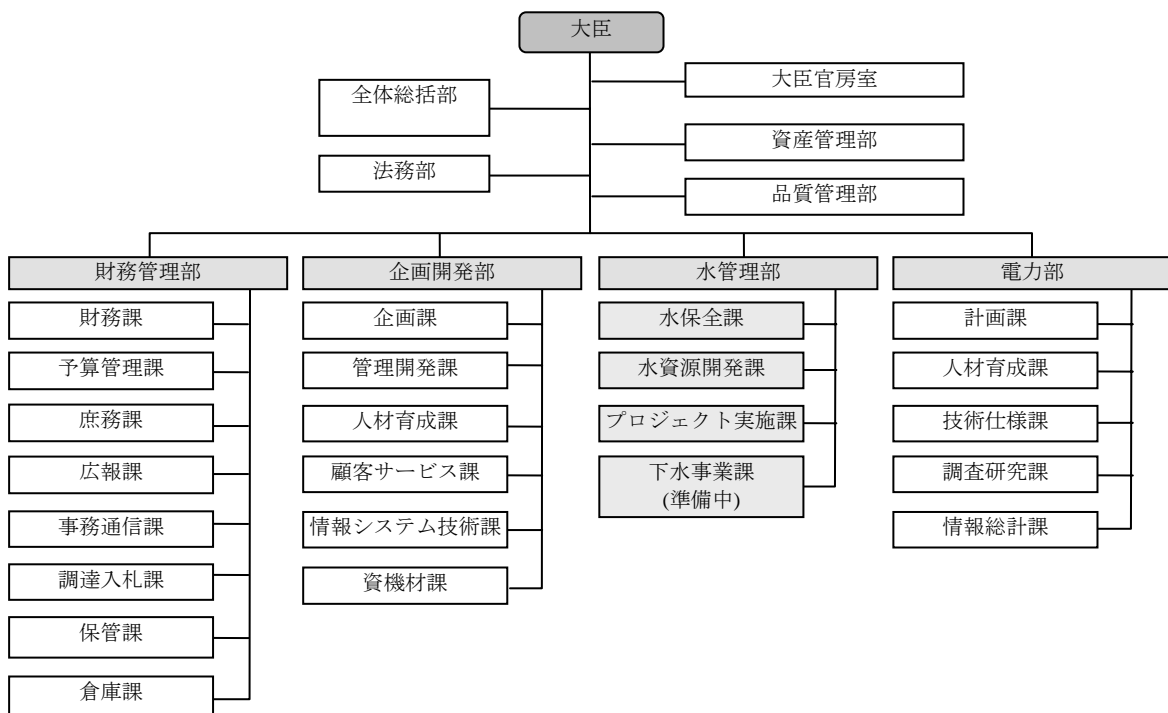 大臣
大臣官房室
全体総括部
資産管理部
法務部
品質管理部
財務管理部
財務課
予算管理課
庶務課
広報課
事務通信課
調達入札課
保管課
倉庫課
企画開発部
企画課
管理開発課
人材育成課
顧客サービス課
情報システム技術課
資機材課
水管理部
水保全課
水資源開発課
プロジェクト実施課
下水事業課
(準備中)
電力部
計画課
人材育成課
技術仕様課
調査研究課
情報総計課